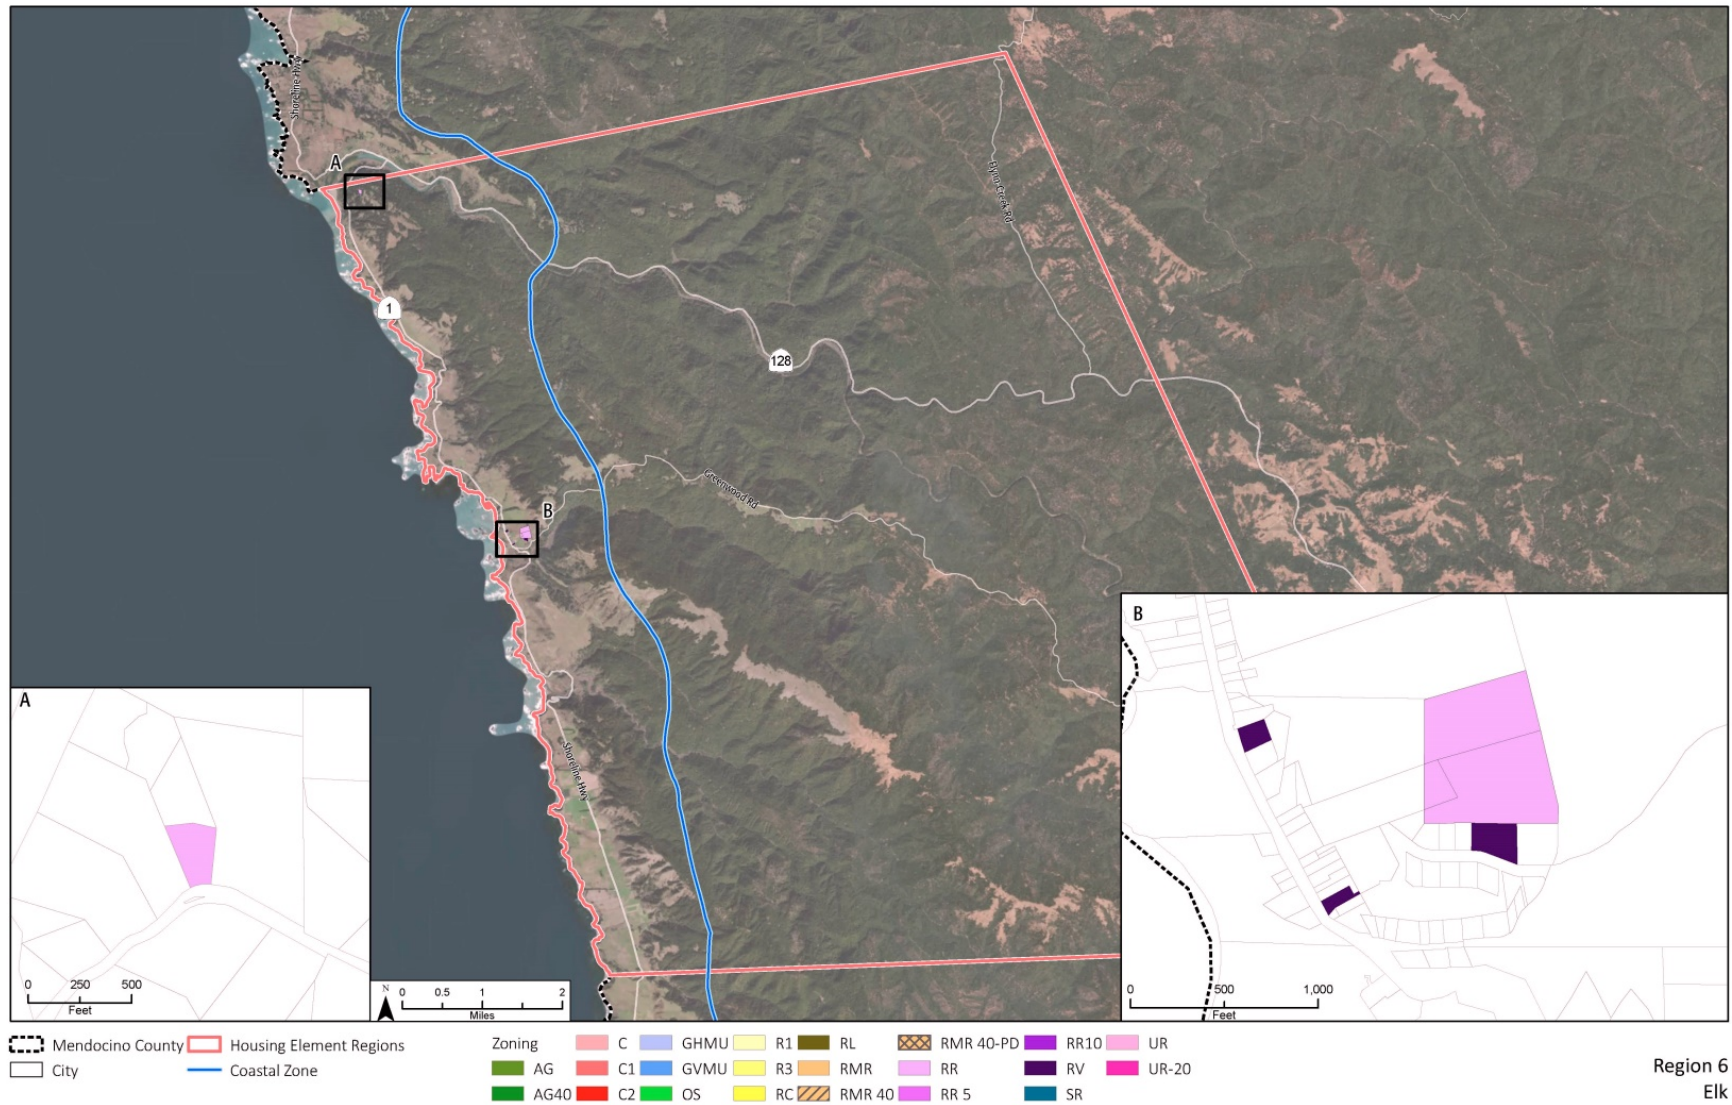 Shoreline Hwy
A
Elynn Creek Rd
1
128
Greenwood Rd
B
Shoreline Hwy
A
0 250 500
Feet
N
0 0.5 1 2
Miles
B
0 500 1,000
Feet
Mendocino County
City
Housing Element Regions
Coastal Zone
Zoning
AG
AG40
C
C1
C2
GHMU
GVMU
OS
R1
R3
RC
RL
RMR
RMR 40
RMR 40-PD
RR
RR 5
RR10
RV
SR
UR
UR-20
Region 6
Elk